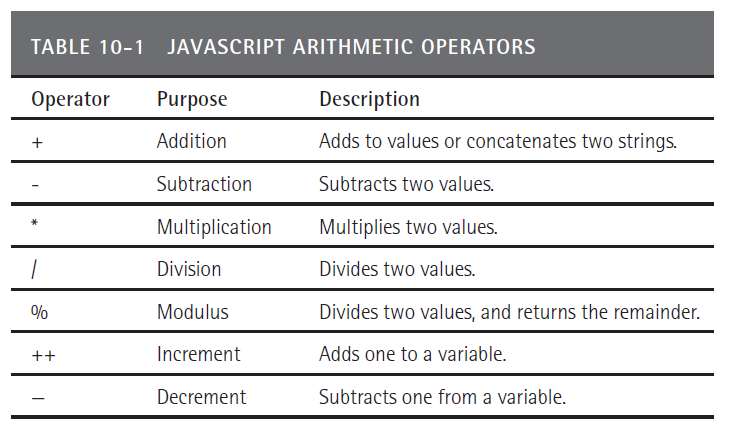 TABLE 10-1 JAVASCRIPT ARITHMETIC OPERATORS
Operator Purpose Description
+ Addition Adds to values or concatenates two strings.
- Subtraction Subtracts two values.
* Multiplication Multiplies two values.
/ Division Divides two values.
% Modulus Divides two values, and returns the remainder.
++ Increment Adds one to a variable.
— Decrement Subtracts one from a variable.